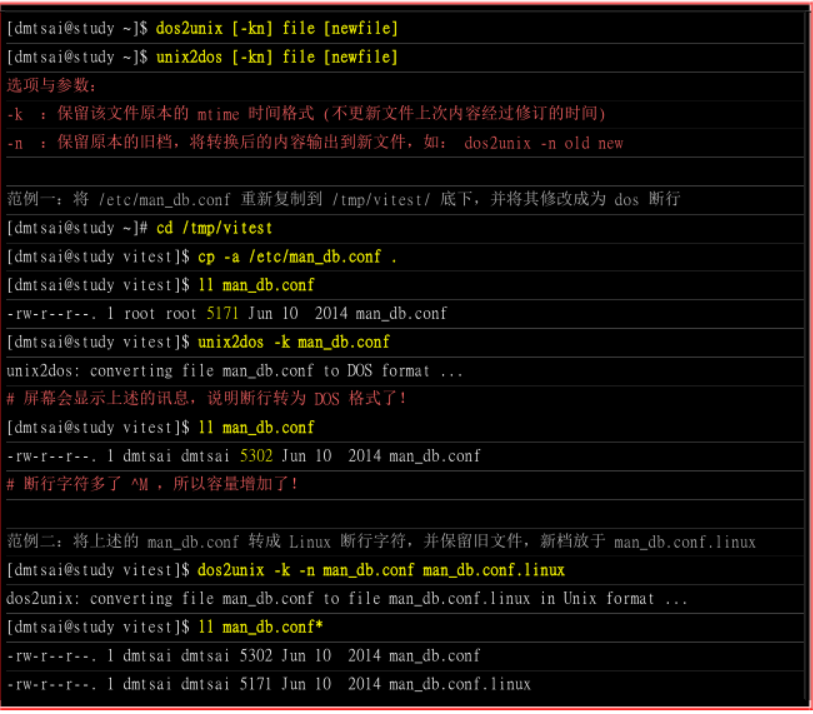 [dmtsai@study ~]$ dos2unix [-kn] file [newfile]
[dmtsai@study ~]$ unix2dos [-kn] file [newfile]
选项与参数：
-k  ：保留该文件原本的 mtime 时间格式 (不更新文件上次内容经过修订的时间)
-n  ：保留原本的旧档，将转换后的内容输出到新文件，如： dos2unix -n old new
范例一：将 /etc/man_db.conf 重新复制到 /tmp/vitest/ 底下，并将其修改成为 dos 断行
[dmtsai@study ~]# cd /tmp/vitest
[dmtsai@study vitest]$ cp -a /etc/man_db.conf .
[dmtsai@study vitest]$ ll man_db.conf
-rw-r--r--. 1 root root 5171 Jun 10  2014 man_db.conf
[dmtsai@study vitest]$ unix2dos -k man_db.conf
unix2dos: converting file man_db.conf to DOS format ...
# 屏幕会显示上述的讯息，说明断行转为 DOS 格式了！
[dmtsai@study vitest]$ ll man_db.conf
-rw-r--r--. 1 dmtsai dmtsai 5302 Jun 10  2014 man_db.conf
# 断行字符多了 ^M ，所以容量增加了！
范例二：将上述的 man_db.conf 转成 Linux 断行字符，并保留旧文件，新档放于 man_db.conf.linux
[dmtsai@study vitest]$ dos2unix -k -n man_db.conf man_db.conf.linux
dos2unix: converting file man_db.conf to file man_db.conf.linux in Unix format ...
[dmtsai@study vitest]$ ll man_db.conf*
-rw-r--r--. 1 dmtsai dmtsai 5302 Jun 10  2014 man_db.conf
-rw-r--r--. 1 dmtsai dmtsai 5171 Jun 10  2014 man_db.conf.linux